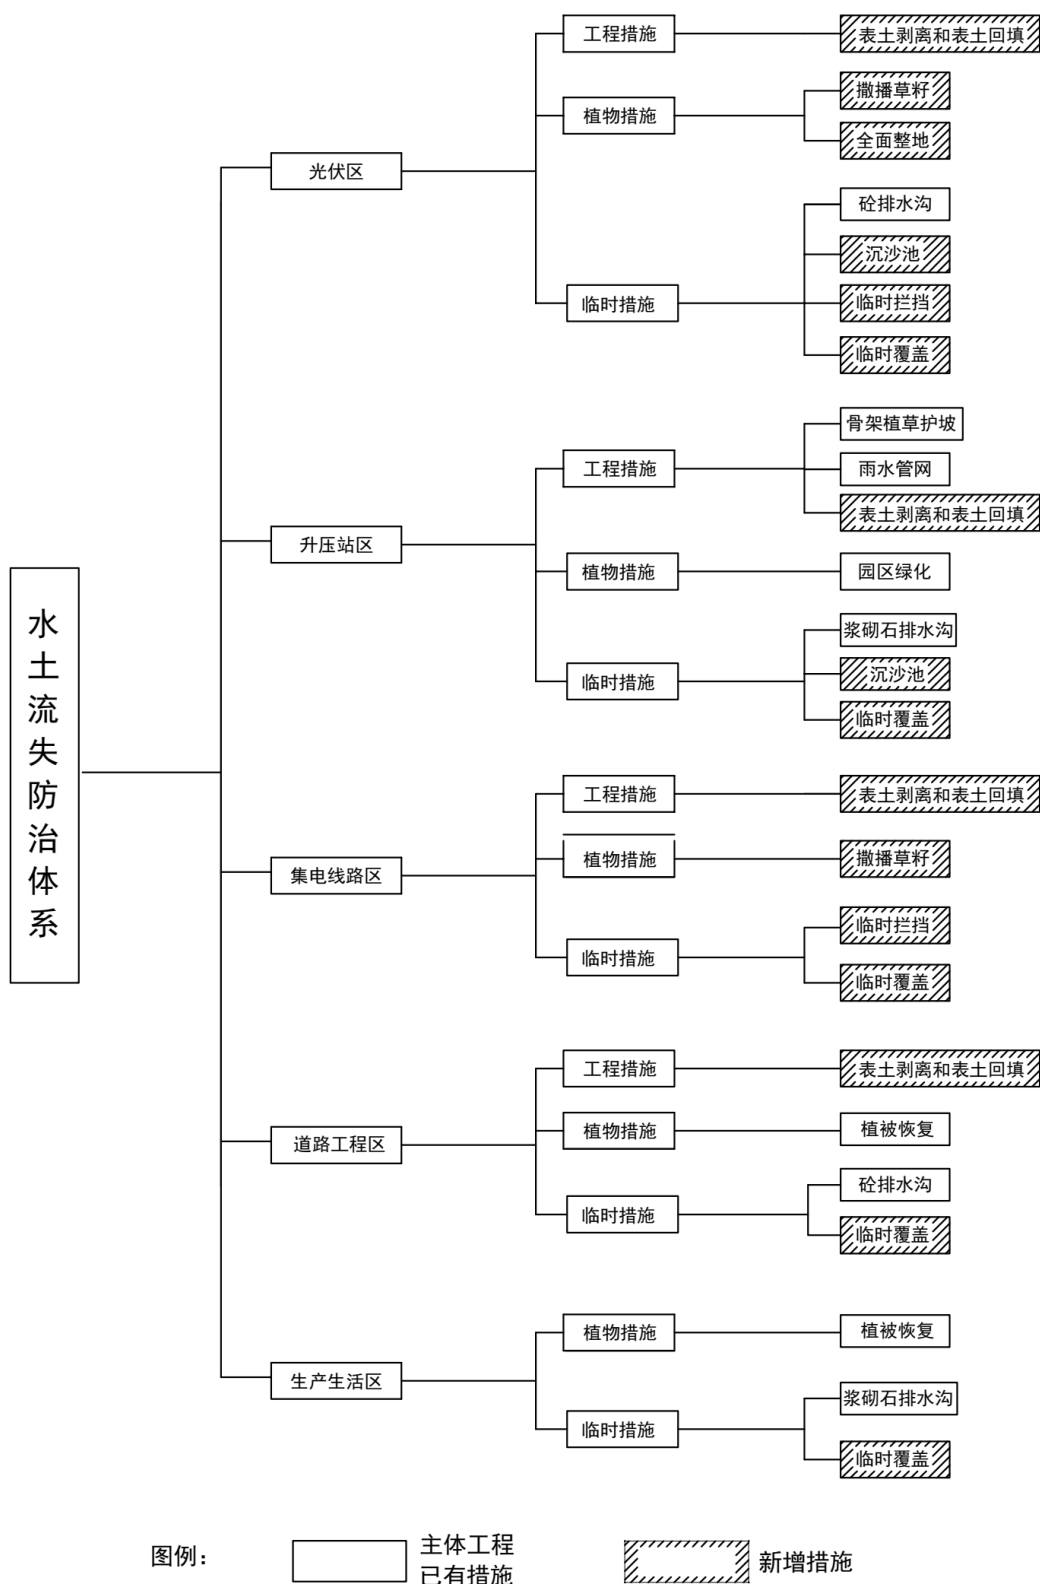 水土流失防治体系
光伏区
工程措施
表土剥离和表土回填
植物措施
撒播草籽
全面整地
临时措施
砼排水沟
沉沙池
临时拦挡
临时覆盖
升压站区
工程措施
骨架植草护坡
雨水管网
表土剥离和表土回填
植物措施
园区绿化
临时措施
浆砌石排水沟
沉沙池
临时覆盖
集电线路区
工程措施
表土剥离和表土回填
植物措施
撒播草籽
临时措施
临时拦挡
临时覆盖
道路工程区
工程措施
表土剥离和表土回填
植物措施
植被恢复
临时措施
砼排水沟
临时覆盖
生产生活区
植物措施
植被恢复
临时措施
浆砌石排水沟
临时覆盖
图例：
主体工程
已有措施
新增措施